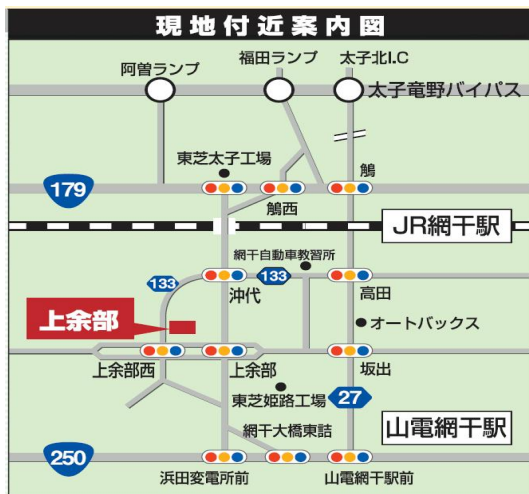 現地付近案内図
福田ランプ
太子北I.C
阿曽ランプ
太子竜野バイパス
東芝太子工場
179
鵤
鵤西
JR網干駅
網干自動車教習所
133
133
沖代
高田
上余部
オートバックス
上余部西
上余部
坂出
東芝姫路工場
27
網干大橋東詰
山電網干駅
250
浜田変電所前
山電網干駅前